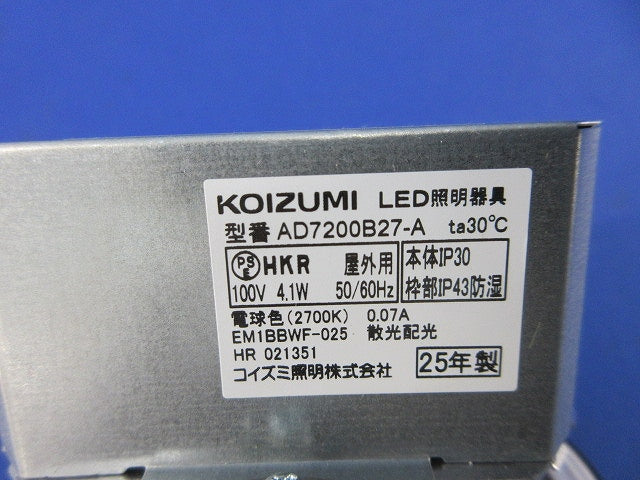 KOIZUMI LED照明器具
型番 AD7200B27-A ta30℃
PSE HKR 屋外用
100V 4.1W 50/60Hz
本体IP30
枠部IP43防湿
電球色(2700K) 0.07A
EM1BBWF-025 散光配光
HR 021351
コイズミ照明株式会社
25年製